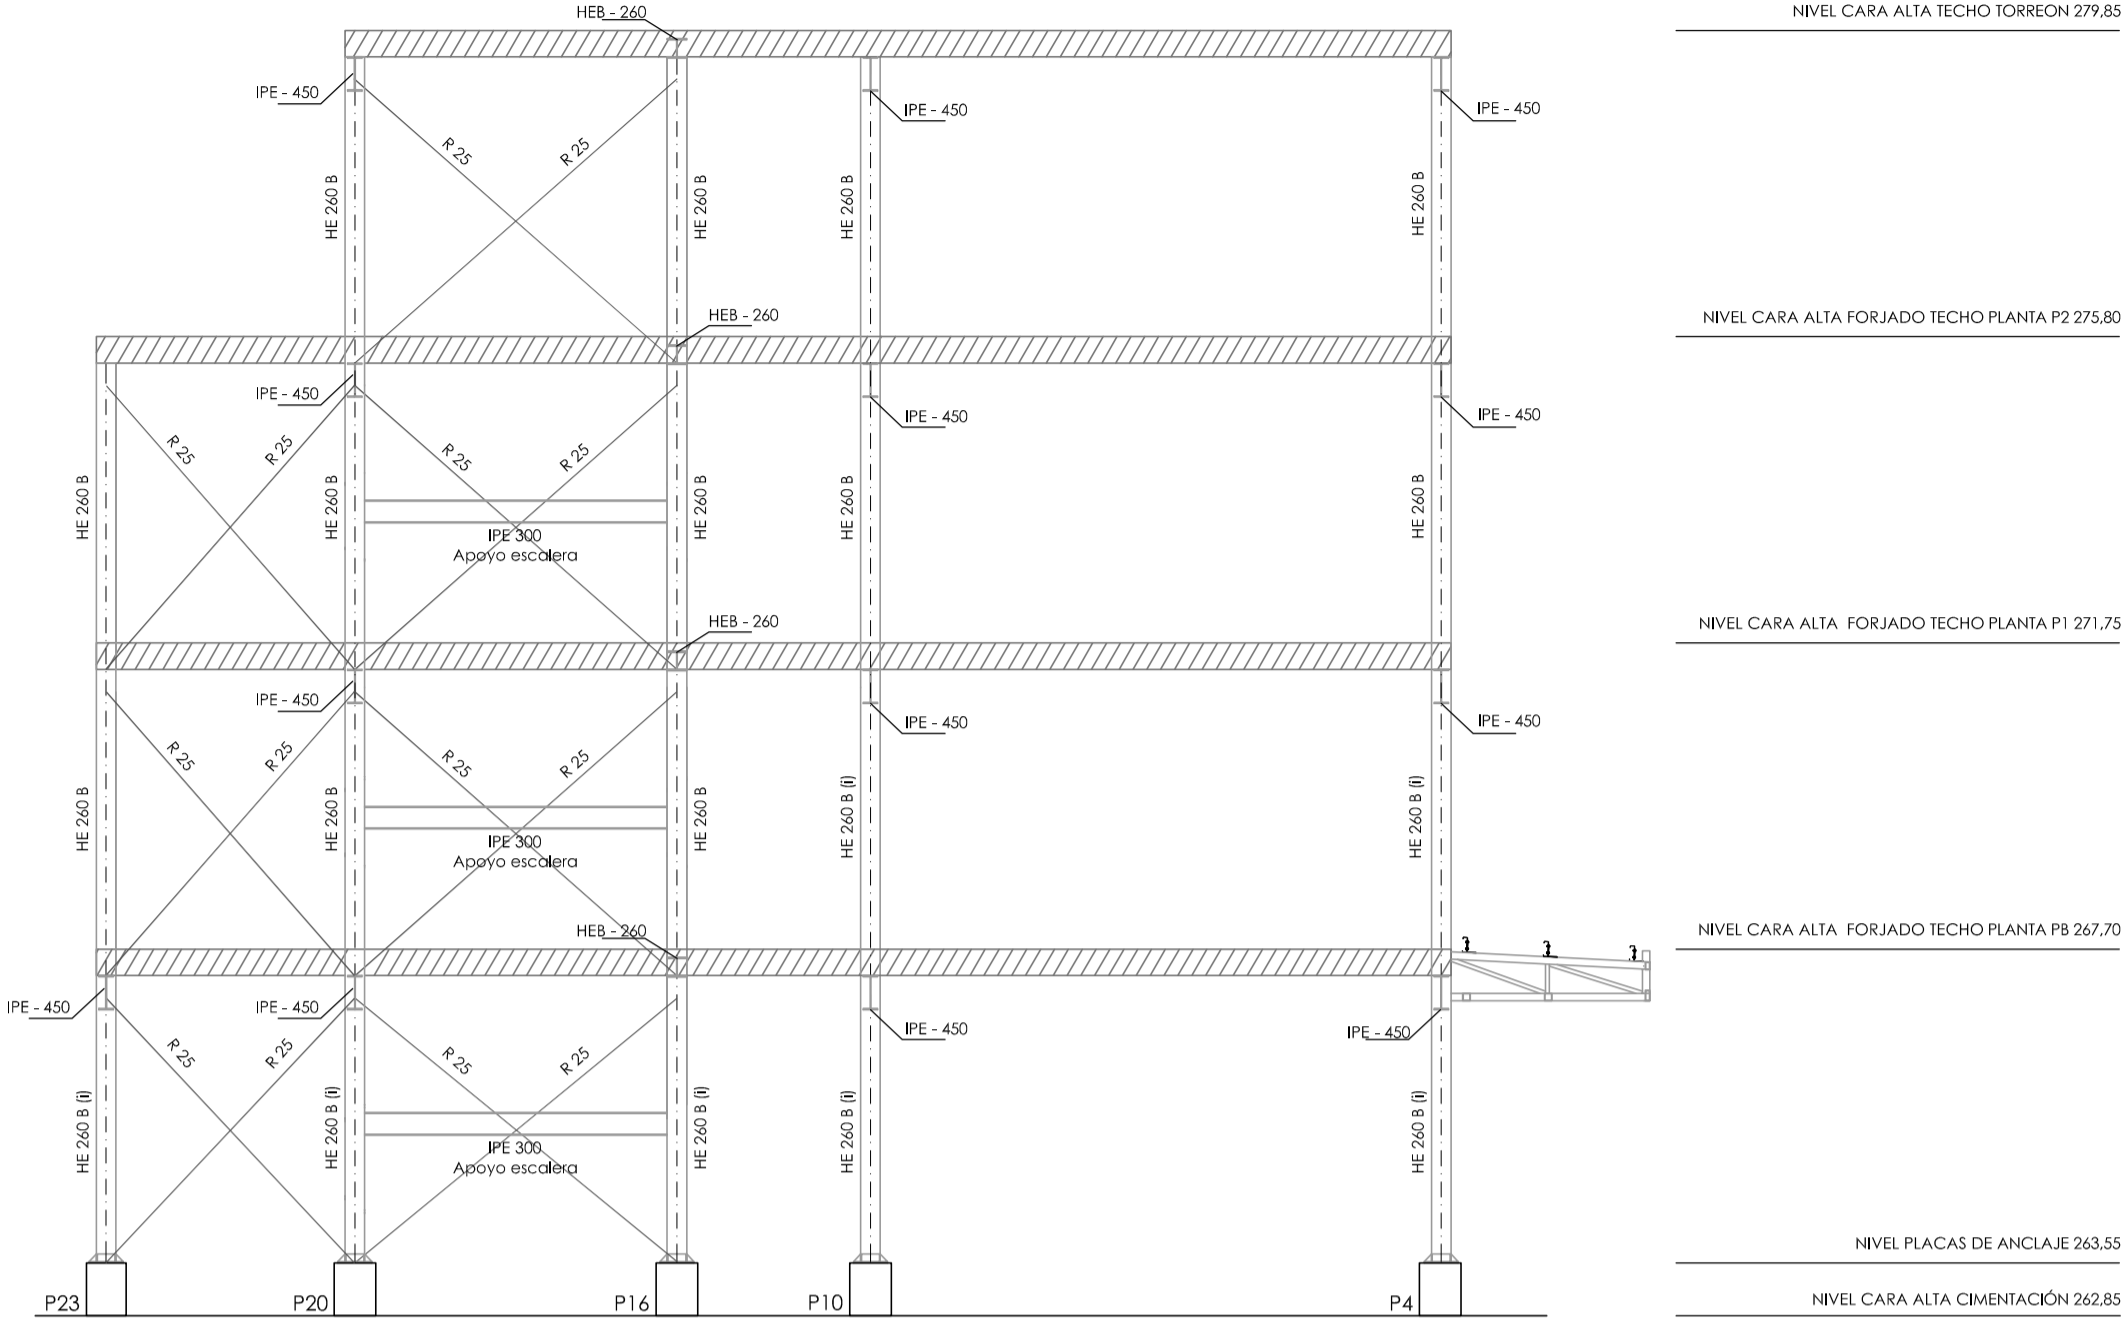 HEB - 260
NIVEL CARA ALTA TECHO TORREON 279,85
IPE - 450
IPE - 450
IPE - 450
R 25
R 25
HE 260 B
HE 260 B
HE 260 B
HE 260 B
HEB - 260
NIVEL CARA ALTA FORJADO TECHO PLANTA P2 275,80
IPE - 450
IPE - 450
IPE - 450
R 25
R 25
R 25
R 25
HE 260 B
HE 260 B
HE 260 B
HE 260 B
HE 260 B
IPE 300
Apoyo escalera
HEB - 260
NIVEL CARA ALTA FORJADO TECHO PLANTA P1 271,75
IPE - 450
IPE - 450
IPE - 450
R 25
R 25
R 25
R 25
HE 260 B
HE 260 B
HE 260 B
HE 260 B (i)
HE 260 B (i)
IPE 300
Apoyo escalera
HEB - 260
NIVEL CARA ALTA FORJADO TECHO PLANTA PB 267,70
IPE - 450
IPE - 450
IPE - 450
IPE - 450
R 25
R 25
R 25
R 25
HE 260 B (i)
HE 260 B (i)
HE 260 B (i)
HE 260 B (i)
HE 260 B (i)
IPE 300
Apoyo escalera
NIVEL PLACAS DE ANCLAJE 263,55
P23
P20
P16
P10
P4
NIVEL CARA ALTA CIMENTACIÓN 262,85